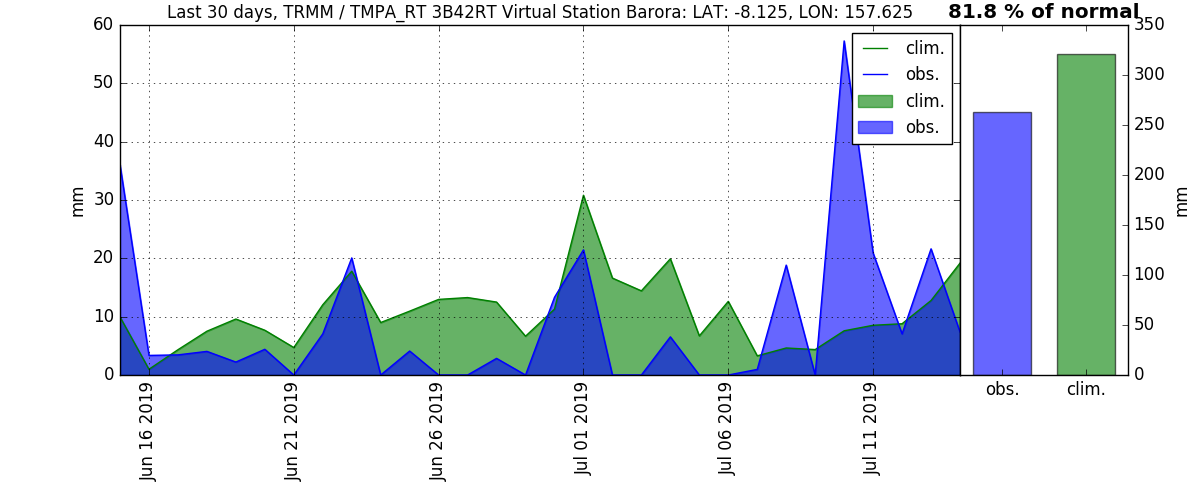 Last 30 days, TRMM / TMPA_RT 3B42RT Virtual Station Barora: LAT: -8.125, LON: 157.625
81.8 % of normal
60
50
40
30
20
10
0
mm
clim.
obs.
clim.
obs.
Jun 16 2019
Jun 21 2019
Jun 26 2019
Jul 01 2019
Jul 06 2019
Jul 11 2019
350
300
250
200
150
100
50
0
mm
obs.
clim.